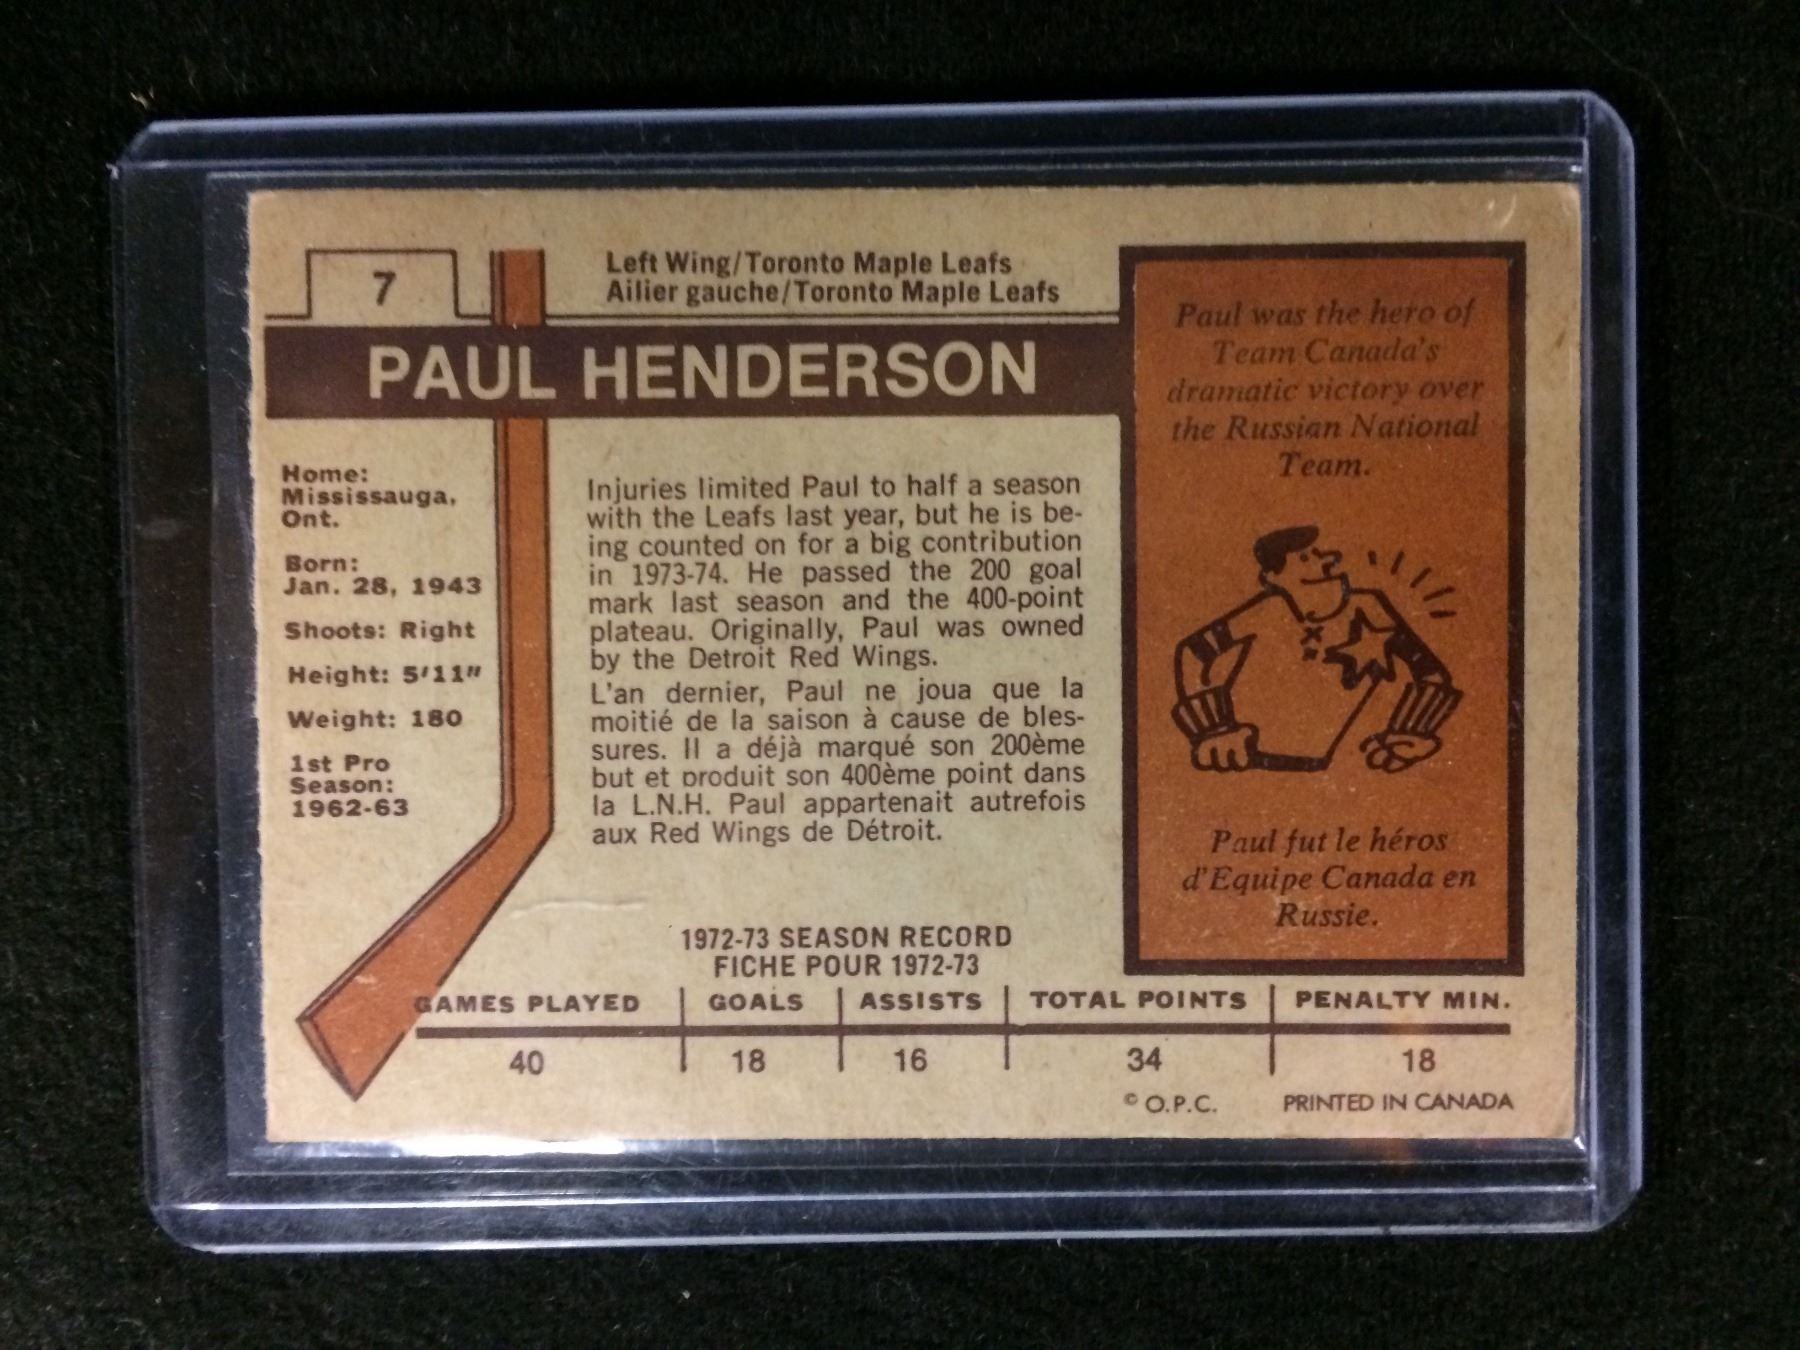 7
Left Wing/Toronto Maple Leafs
Ailier gauche/Toronto Maple Leafs
PAUL HENDERSON
Home:
Mississauga,
Ont.
Born:
Jan. 28, 1943
Shoots: Right
Height: 5'11"
Weight: 180
1st Pro
Season:
1962-63
Injuries limited Paul to half a season
with the Leafs last year, but he is be-
ing counted on for a big contribution
in 1973-74. He passed the 200 goal
mark last season and the 400-point
plateau. Originally, Paul was owned
by the Detroit Red Wings.
L'an dernier, Paul ne joua que la
moitié de la saison à cause de bles-
sures. Il a déjà marqué son 200ème
but et produit son 400ème point dans
la L.N.H. Paul appartenait autrefois
aux Red Wings de Détroit.
Paul was the hero of
Team Canada's
dramatic victory over
the Russian National
Team.
Paul fut le héros
d'Equipe Canada en
Russie.
1972-73 SEASON RECORD
FICHE POUR 1972-73
GAMES PLAYED GOALS ASSISTS TOTAL POINTS PENALTY MIN.
40 18 16 34 18
© O.P.C. PRINTED IN CANADA